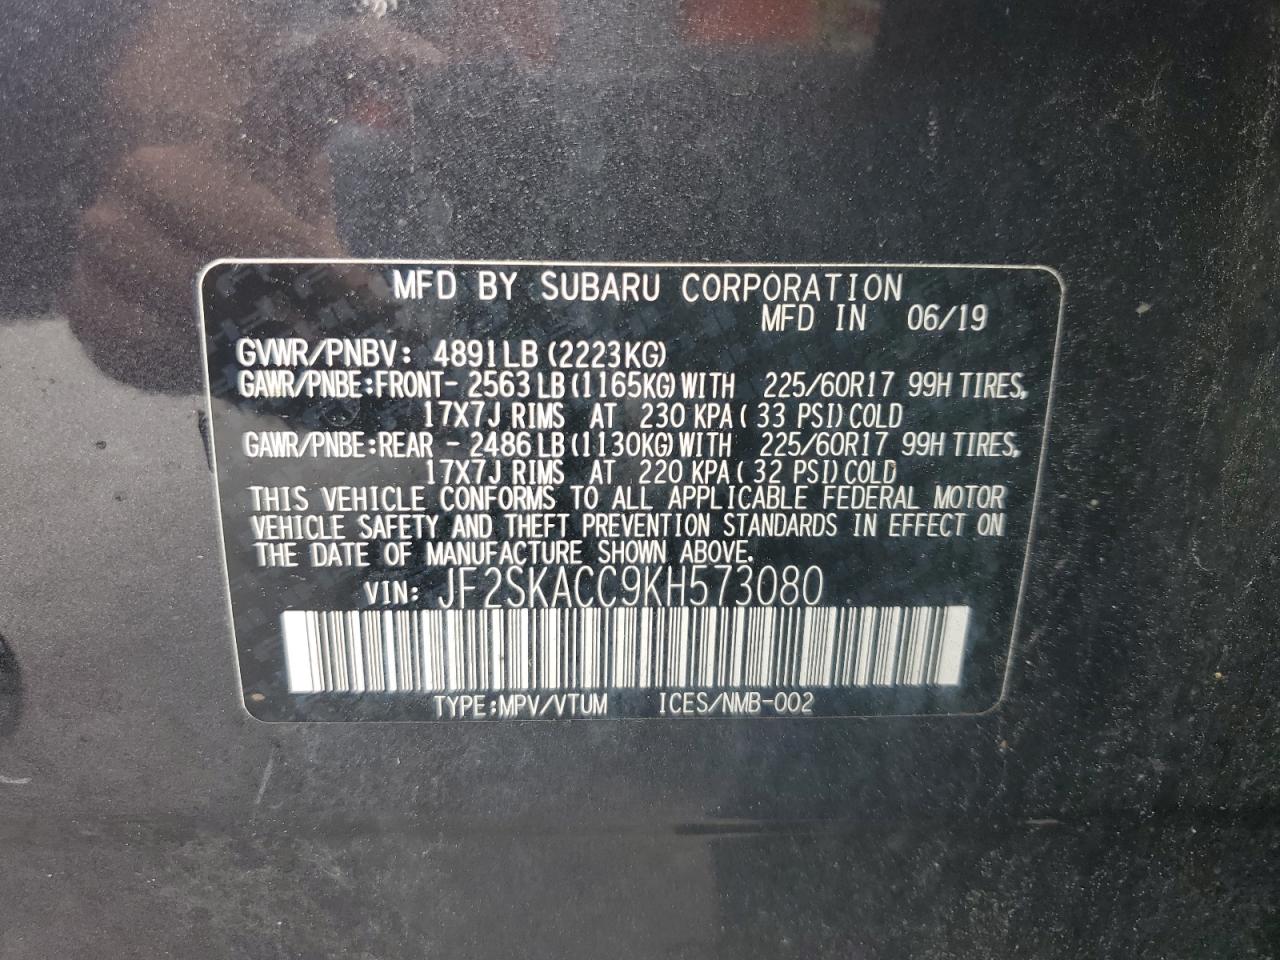 MFD BY SUBARU CORPORATION
MFD IN 06/19
GVWR/PNBV: 4891LB (2223KG)
GAWR/PNBE:FRONT- 2563 LB (1165KG) WITH 225/60R17 99H TIRES,
17X7J RIMS AT 230 KPA ( 33 PSI) COLD
GAWR/PNBE:REAR - 2486 LB (1130KG) WITH 225/60R17 99H TIRES,
17X7J RIMS AT 220 KPA ( 32 PSI) COLD
THIS VEHICLE CONFORMS TO ALL APPLICABLE FEDERAL MOTOR
VEHICLE SAFETY AND THEFT PREVENTION STANDARDS IN EFFECT ON
THE DATE OF MANUFACTURE SHOWN ABOVE.
VIN: JF2SKACC9KH573080
TYPE:MPV/VTUM ICES/NMB-002